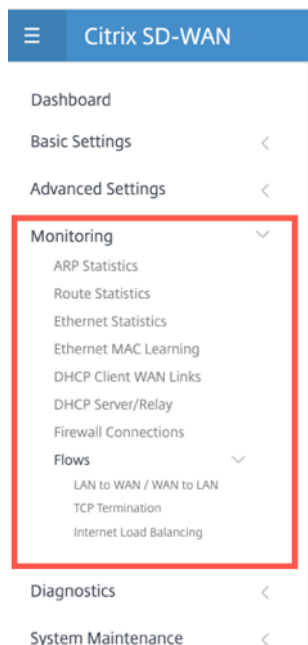 Citrix SD-WAN
Dashboard
Basic Settings
Advanced Settings
Monitoring
ARP Statistics
Route Statistics
Ethernet Statistics
Ethernet MAC Learning
DHCP Client WAN Links
DHCP Server/Relay
Firewall Connections
Flows
LAN to WAN / WAN to LAN
TCP Termination
Internet Load Balancing
Diagnostics
System Maintenance